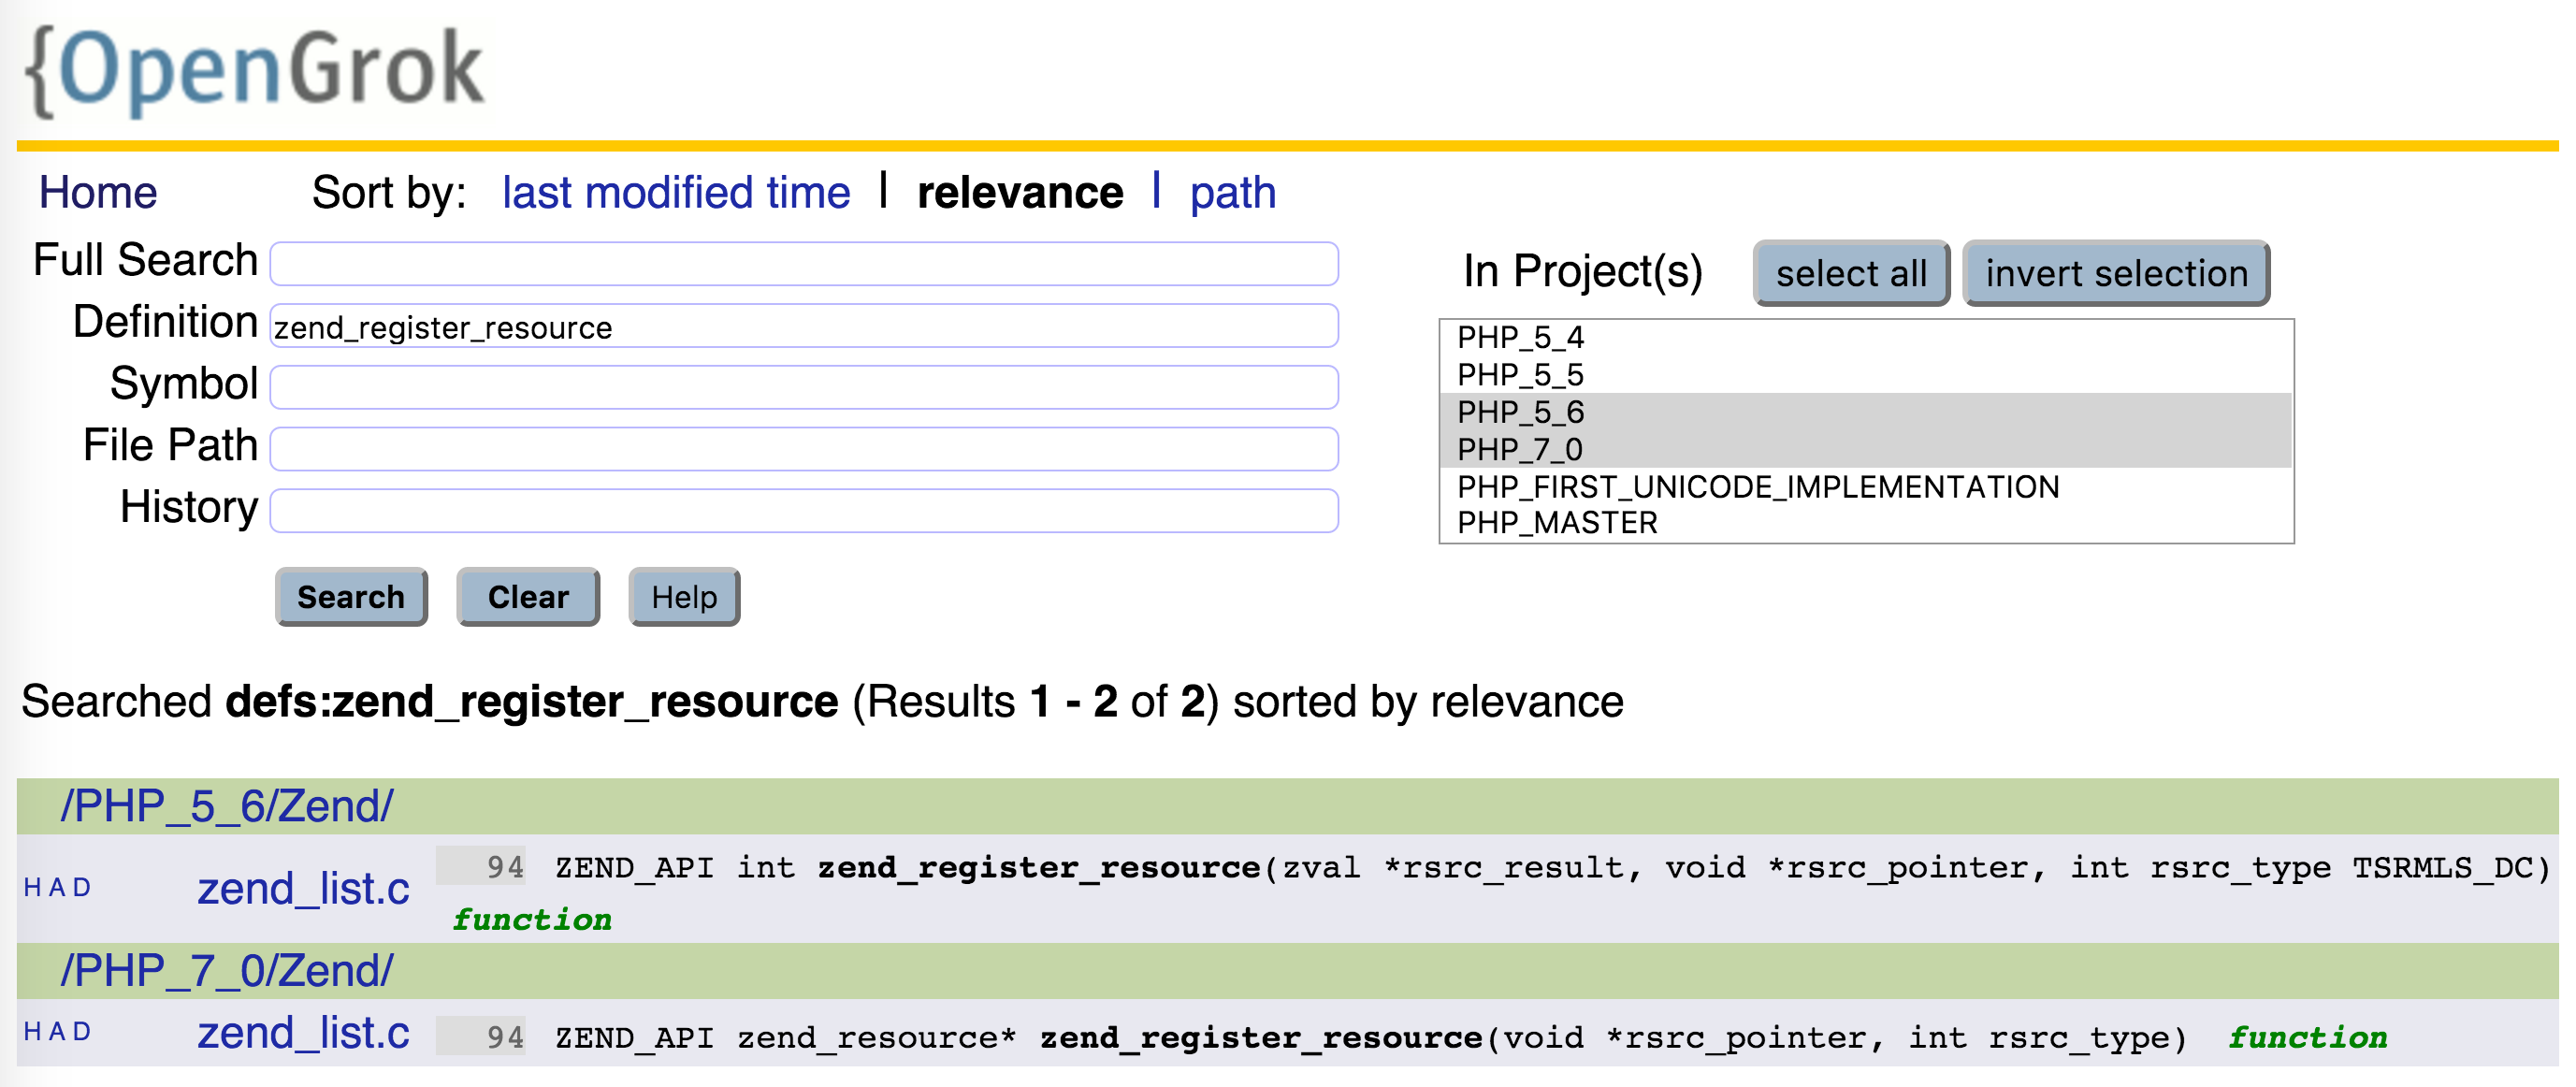 {OpenGrok
Home Sort by: last modified time | relevance | path
Full Search
Definition zend_register_resource
Symbol
File Path
History
In Project(s) select all invert selection
PHP_5_4
PHP_5_5
PHP_5_6
PHP_7_0
PHP_FIRST_UNICODE_IMPLEMENTATION
PHP_MASTER
Search Clear Help
Searched defs:zend_register_resource (Results 1 - 2 of 2) sorted by relevance
/PHP_5_6/Zend/
H A D zend_list.c 94 ZEND_API int zend_register_resource(zval *rsrc_result, void *rsrc_pointer, int rsrc_type TSRMLS_DC)
function
/PHP_7_0/Zend/
H A D zend_list.c 94 ZEND_API zend_resource* zend_register_resource(void *rsrc_pointer, int rsrc_type) function